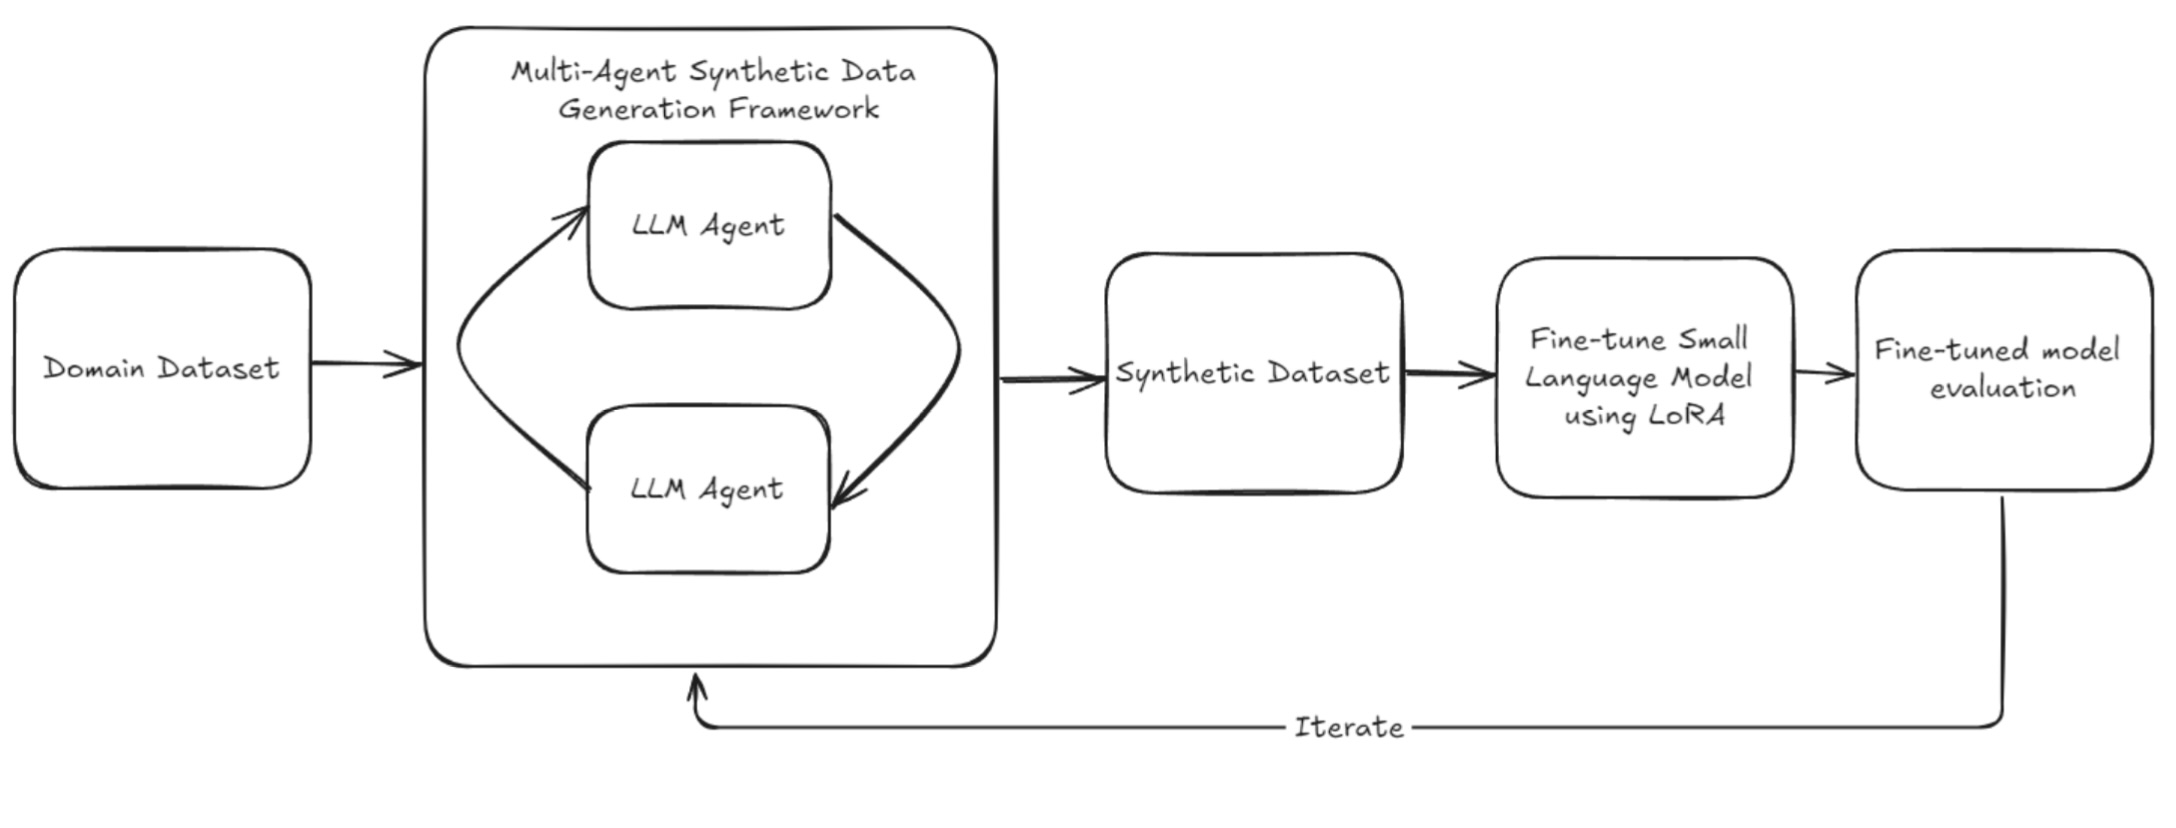 Multi-Agent Synthetic Data
Generation Framework
LLM Agent
LLM Agent
Domain Dataset
Synthetic Dataset
Fine-tune Small
Language Model
using LoRA
Fine-tuned model
evaluation
Iterate